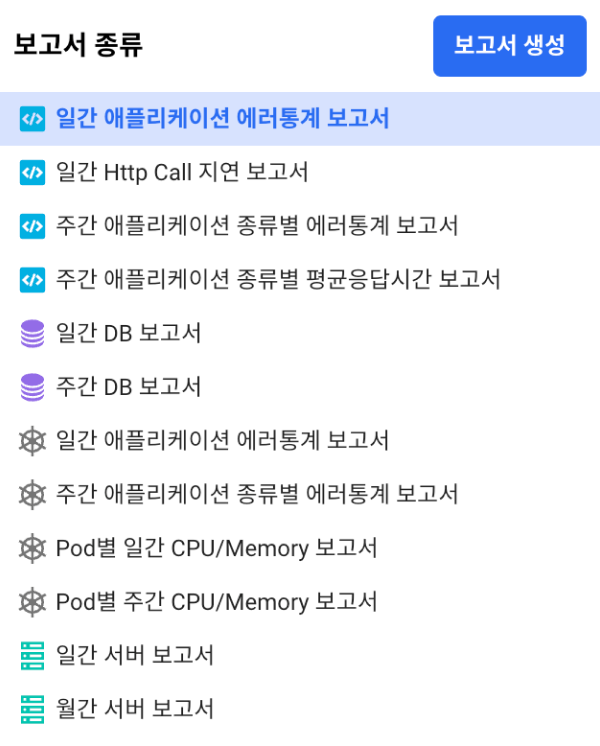 보고서 종류
보고서 생성
일간 애플리케이션 에러통계 보고서
일간 Http Call 지연 보고서
주간 애플리케이션 종류별 에러통계 보고서
주간 애플리케이션 종류별 평균응답시간 보고서
일간 DB 보고서
주간 DB 보고서
일간 애플리케이션 에러통계 보고서
주간 애플리케이션 종류별 에러통계 보고서
Pod별 일간 CPU/Memory 보고서
Pod별 주간 CPU/Memory 보고서
일간 서버 보고서
월간 서버 보고서